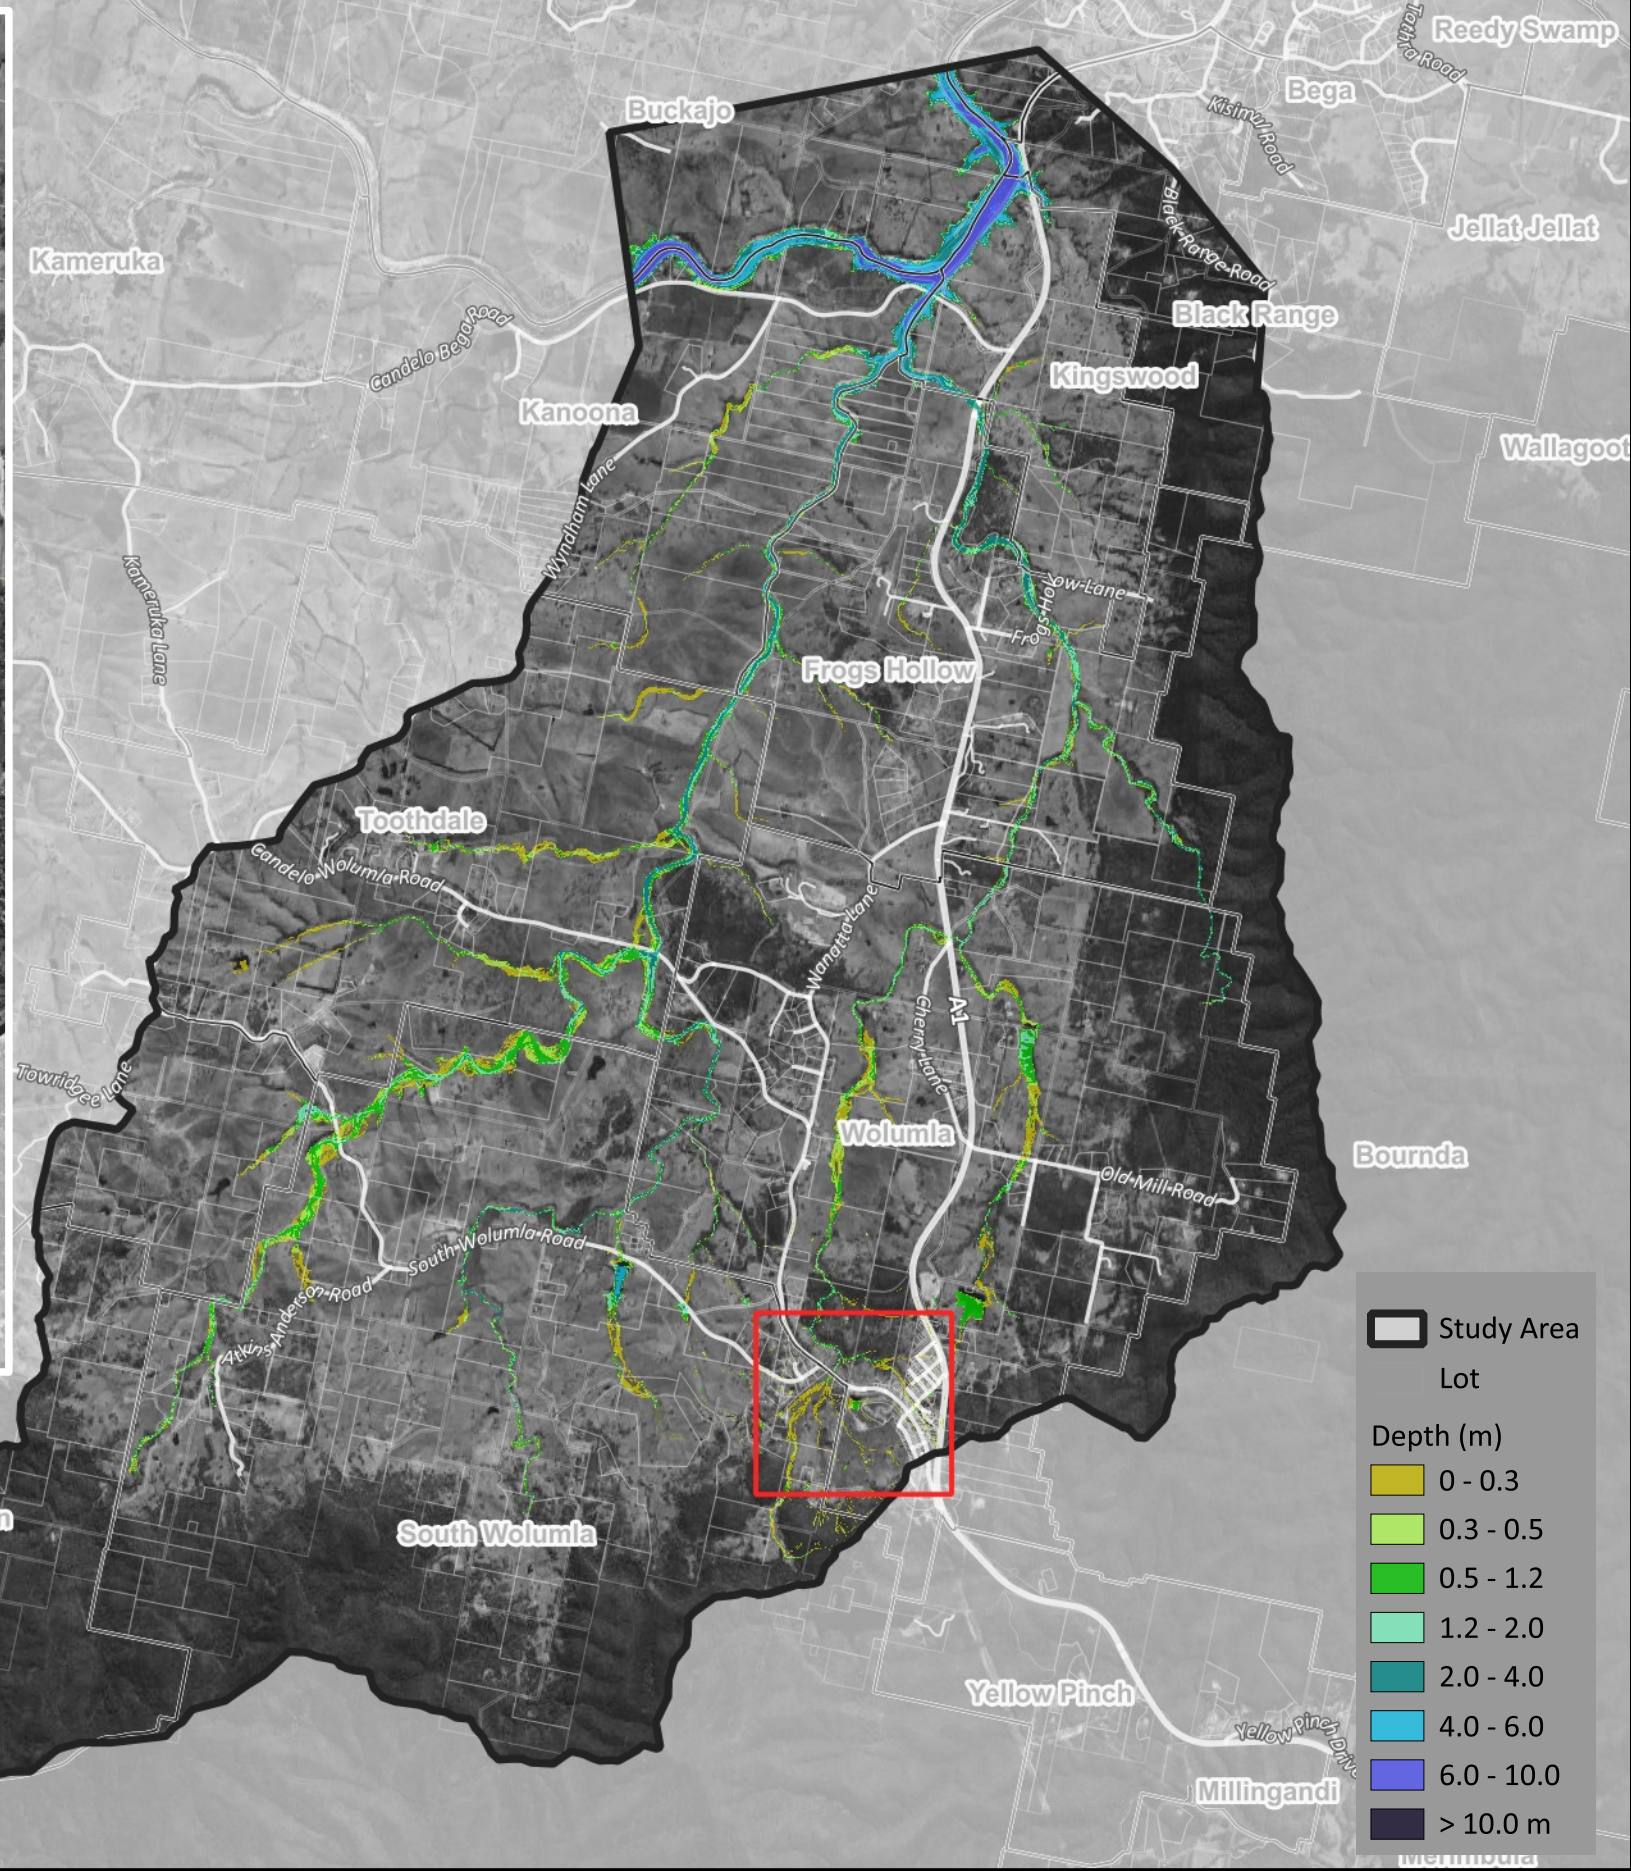 Reedy Swamp
Tathra Road
Bega
Buckajo
Kisimul Road
Black Range Road
Jellat Jellat
Kameruka
Black Range
Candelo Bega Road
Kingswood
Kanoona
Wallagoot
Wyndham Lane
Kameruka Lane
Frogs Hollow Lane
Frogs Hollow
Toothdale
Candelo Wolumla Road
Wanatta Lane
Cherry Lane
A1
Towridgee Lane
Wolumla
Bournda
Old Mill Road
South Wolumla Road
Atkins-Anderson Road
South Wolumla
n
Yellow Pinch
Yellow Pinch Drive
Millingandi
Merimbula
Study Area
Lot
Depth (m)
0 - 0.3
0.3 - 0.5
0.5 - 1.2
1.2 - 2.0
2.0 - 4.0
4.0 - 6.0
6.0 - 10.0
> 10.0 m